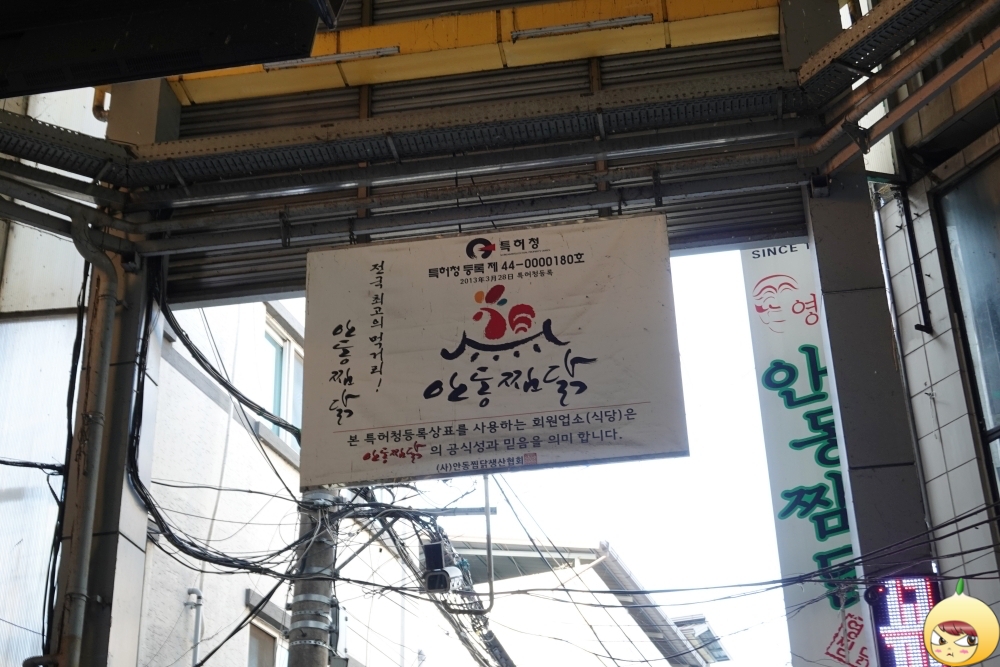 특허청
특허청 등록 제 44-0000180호
2013年3月28日 특허청등록
전국 최고의 먹거리!
안동찜닭
안동찜닭
본 특허청등록상표를 사용하는 회원업소(식당)은
안동찜닭 의 공식성과 믿음을 의미 합니다.
(사)안동찜닭생산협회
SINCE 1
영
안동찜닭